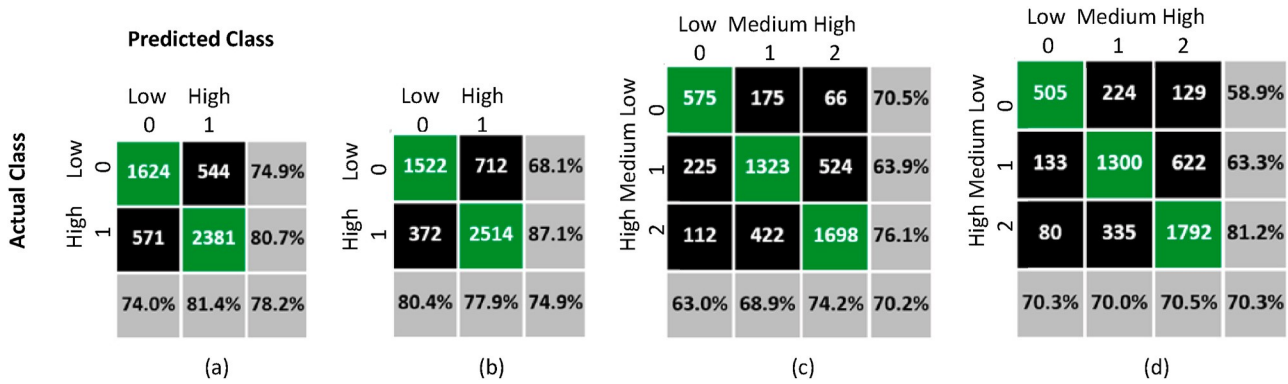 Predicted Class
Actual Class
Low High
0 1
Low 0 1624 544 74.9%
High 1 571 2381 80.7%
74.0% 81.4% 78.2%
(a)
Low High
0 1
Low 0 1522 712 68.1%
High 1 372 2514 87.1%
80.4% 77.9% 74.9%
(b)
Low Medium High
0 1 2
Low 0 575 175 66 70.5%
Medium 1 225 1323 524 63.9%
High 2 112 422 1698 76.1%
63.0% 68.9% 74.2% 70.2%
(c)
Low Medium High
0 1 2
Low 0 505 224 129 58.9%
Medium 1 133 1300 622 63.3%
High 2 80 335 1792 81.2%
70.3% 70.0% 70.5% 70.3%
(d)